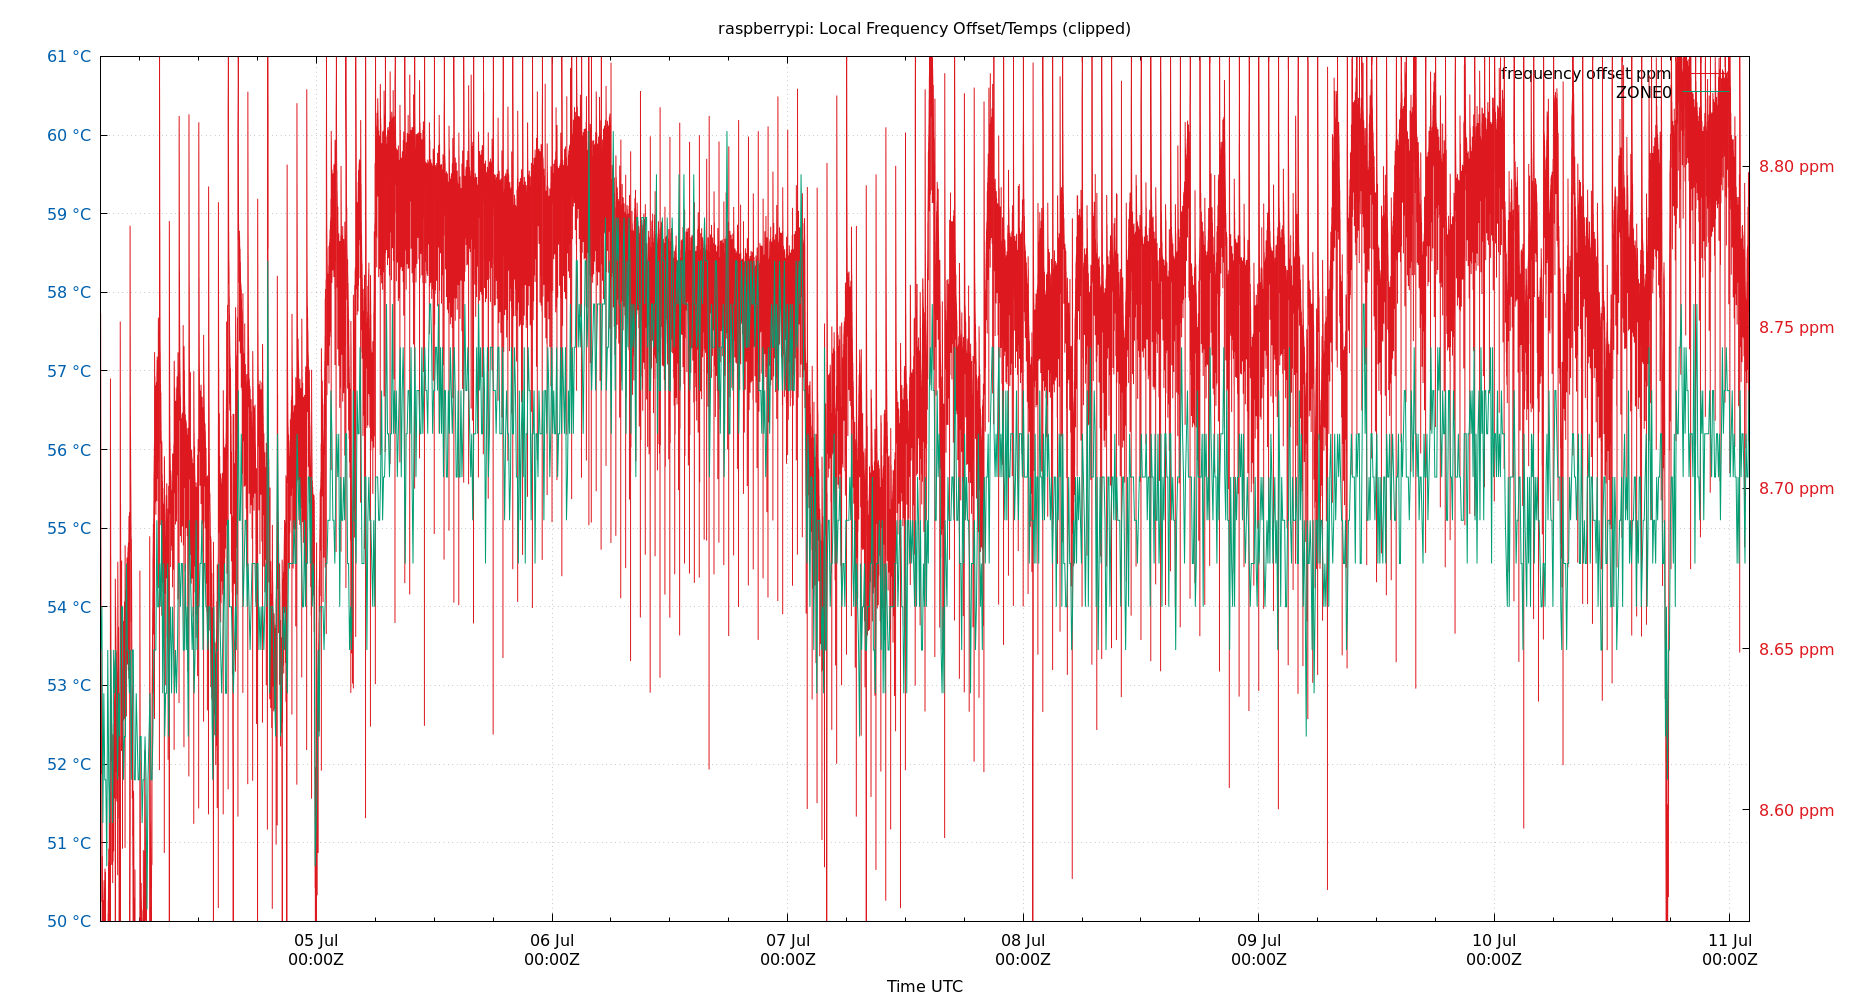 raspberrypi: Local Frequency Offset/Temps (clipped)
61 °C
60 °C
59 °C
58 °C
57 °C
56 °C
55 °C
54 °C
53 °C
52 °C
51 °C
50 °C
frequency offset ppm
ZONE0
8.80 ppm
8.75 ppm
8.70 ppm
8.65 ppm
8.60 ppm
05 Jul 06 Jul 07 Jul 08 Jul 09 Jul 10 Jul 11 Jul
00:00Z 00:00Z 00:00Z 00:00Z 00:00Z 00:00Z 00:00Z
Time UTC